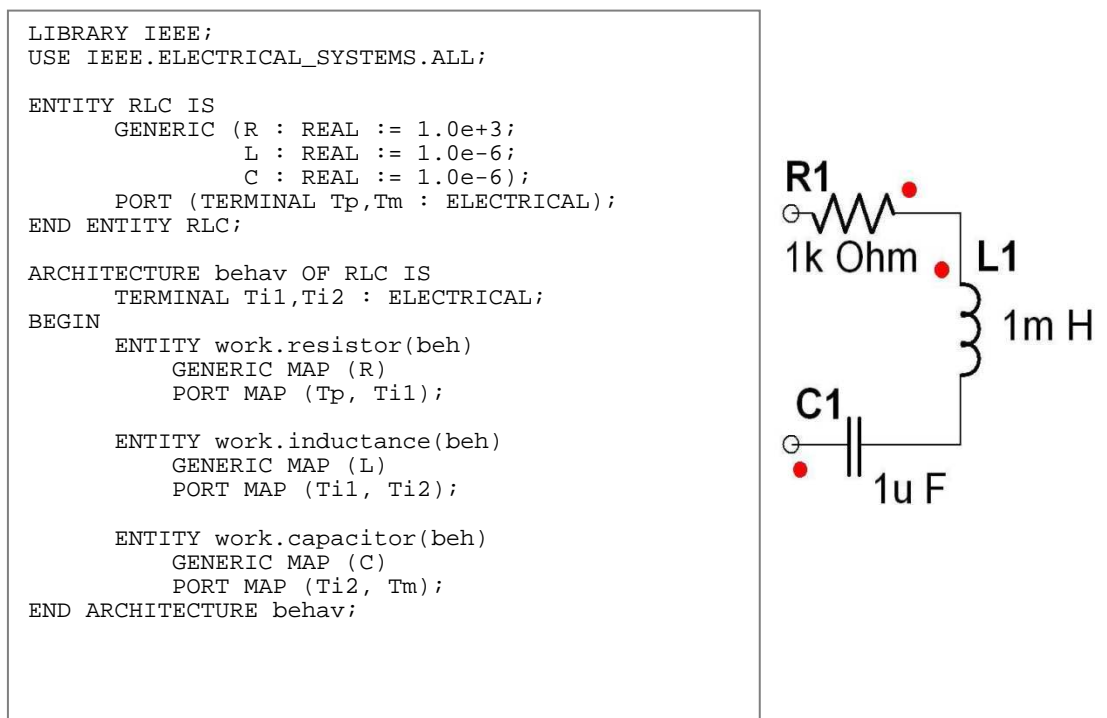 LIBRARY IEEE;
USE IEEE.ELECTRICAL_SYSTEMS.ALL;
ENTITY RLC IS
GENERIC (R : REAL := 1.0e+3;
L : REAL := 1.0e-6;
C : REAL := 1.0e-6);
PORT (TERMINAL Tp,Tm : ELECTRICAL);
END ENTITY RLC;
ARCHITECTURE behav OF RLC IS
TERMINAL Ti1,Ti2 : ELECTRICAL;
BEGIN
ENTITY work.resistor(beh)
GENERIC MAP (R)
PORT MAP (Tp, Ti1);
ENTITY work.inductance(beh)
GENERIC MAP (L)
PORT MAP (Ti1, Ti2);
ENTITY work.capacitor(beh)
GENERIC MAP (C)
PORT MAP (Ti2, Tm);
END ARCHITECTURE behav;
R1
1k Ohm
L1
1m H
C1
1u F